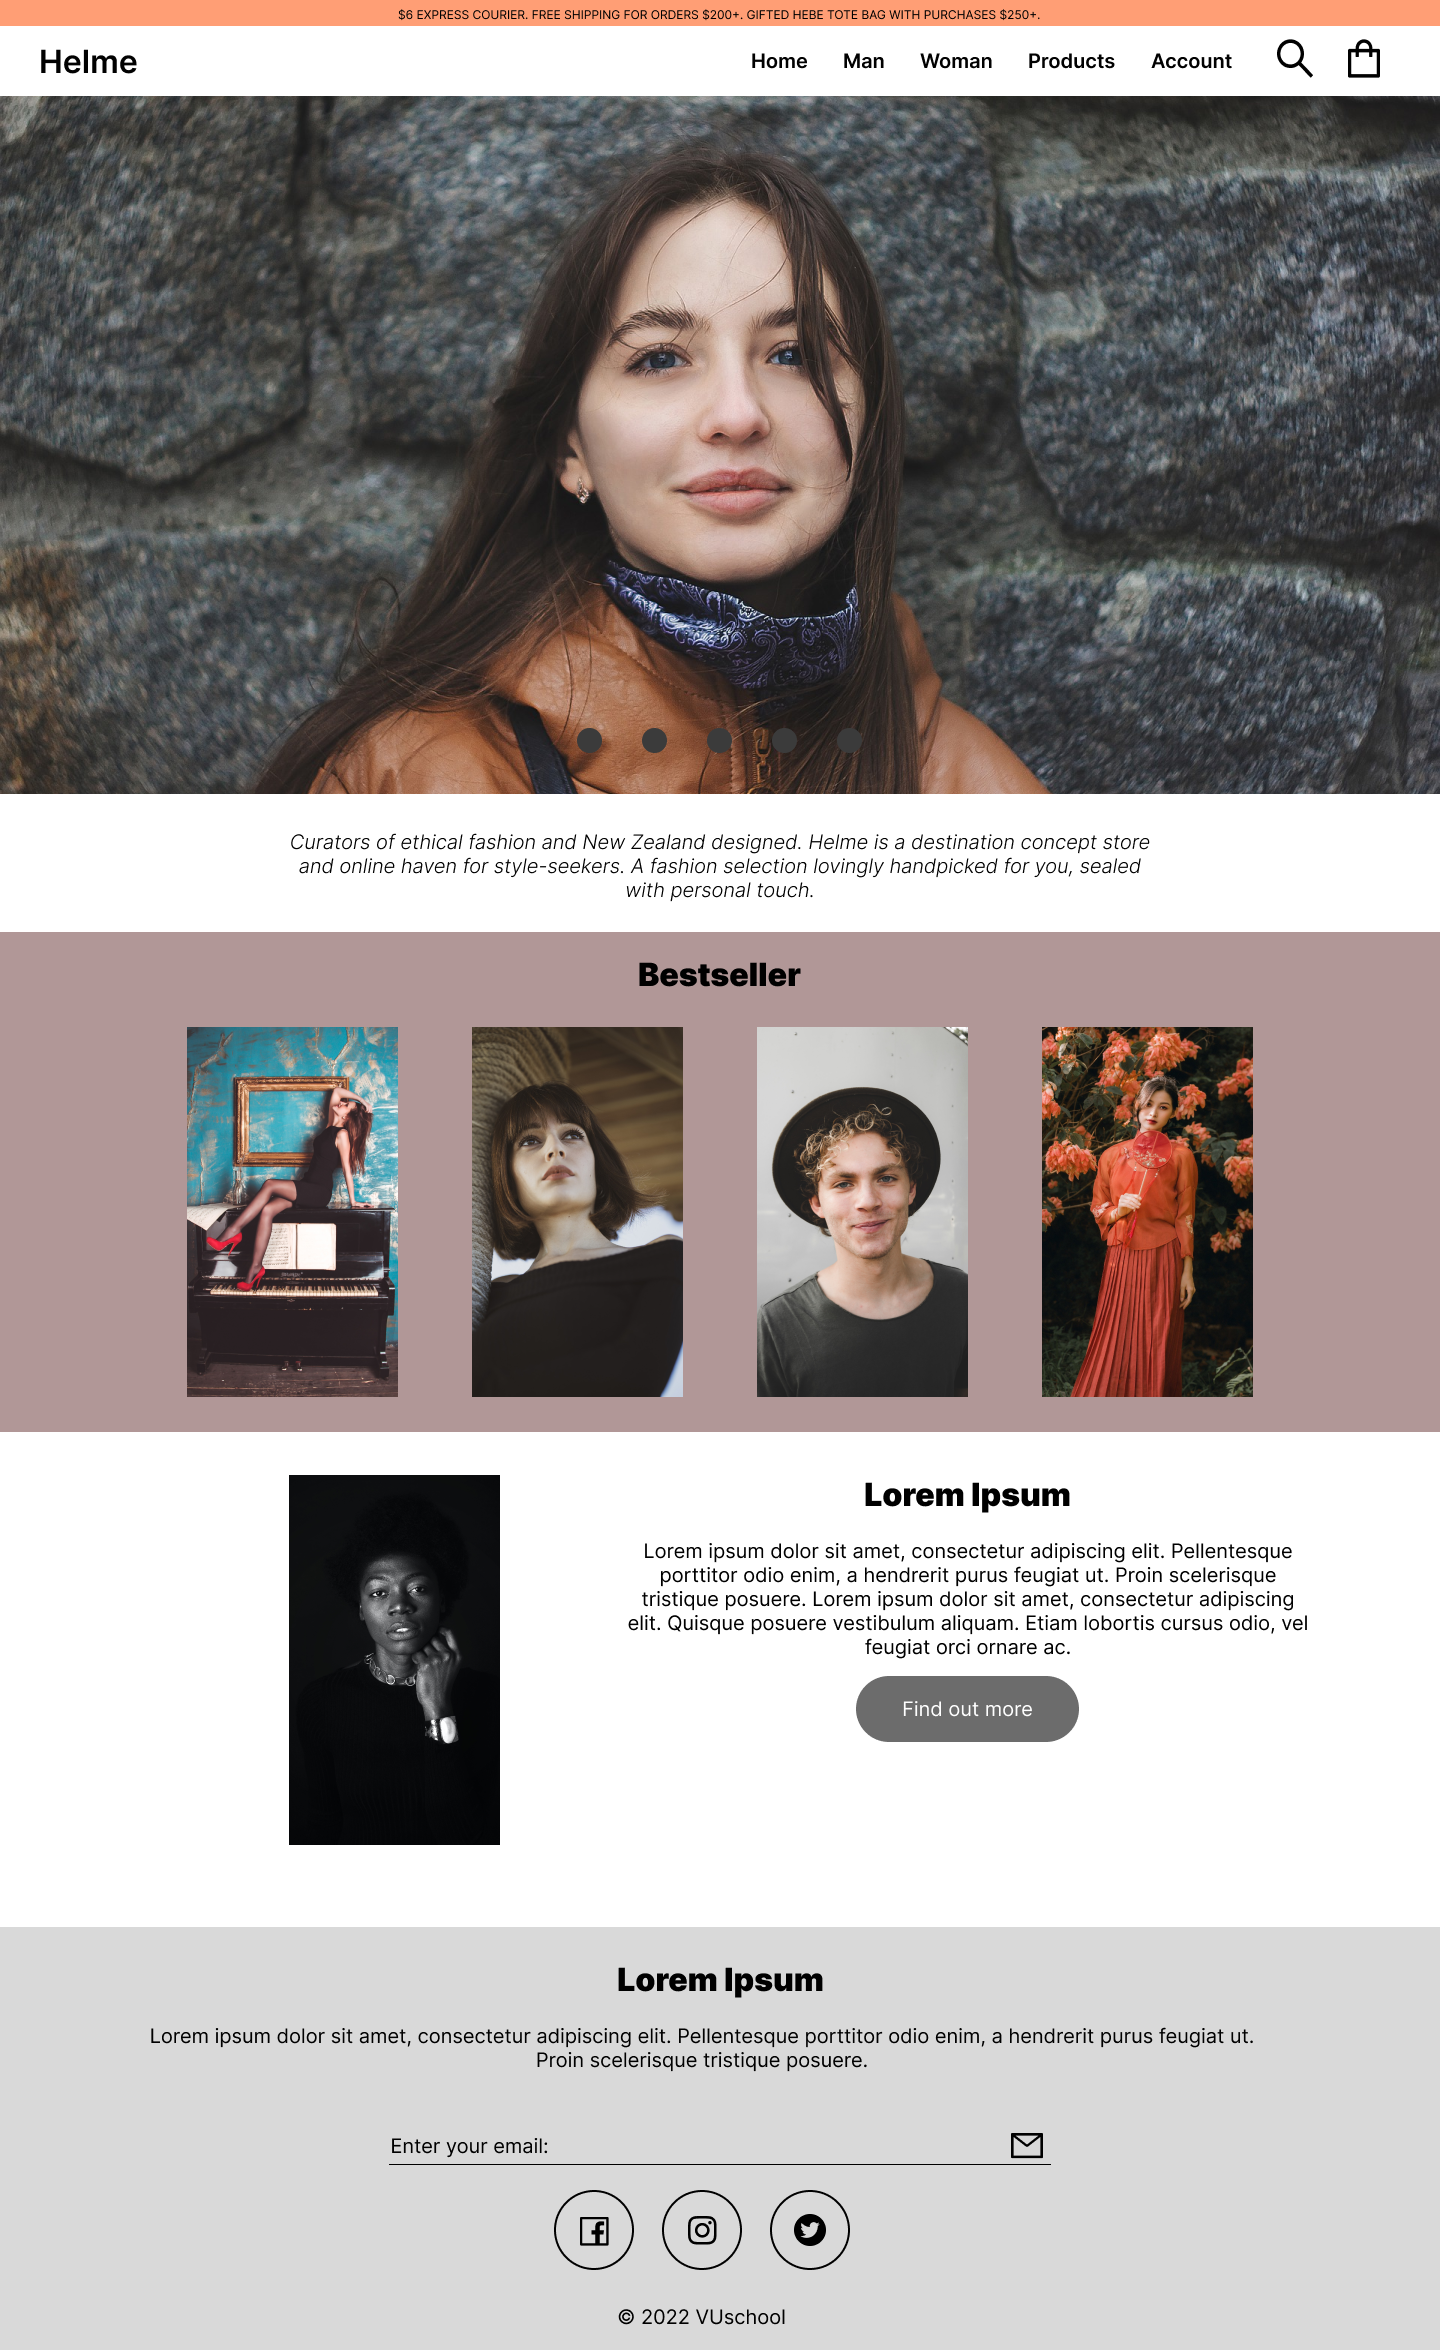 $6 EXPRESS COURIER. FREE SHIPPING FOR ORDERS $200+. GIFTED HEBE TOTE BAG WITH PURCHASES $250+.
Helme
Home Man Woman Products Account
Curators of ethical fashion and New Zealand designed. Helme is a destination concept store
and online haven for style-seekers. A fashion selection lovingly handpicked for you, sealed
with personal touch.
Bestseller
Lorem Ipsum
Lorem ipsum dolor sit amet, consectetur adipiscing elit. Pellentesque
porttitor odio enim, a hendrerit purus feugiat ut. Proin scelerisque
tristique posuere. Lorem ipsum dolor sit amet, consectetur adipiscing
elit. Quisque posuere vestibulum aliquam. Etiam lobortis cursus odio, vel
feugiat orci ornare ac.
Find out more
Lorem Ipsum
Lorem ipsum dolor sit amet, consectetur adipiscing elit. Pellentesque porttitor odio enim, a hendrerit purus feugiat ut.
Proin scelerisque tristique posuere.
Enter your email:
© 2022 VUschool